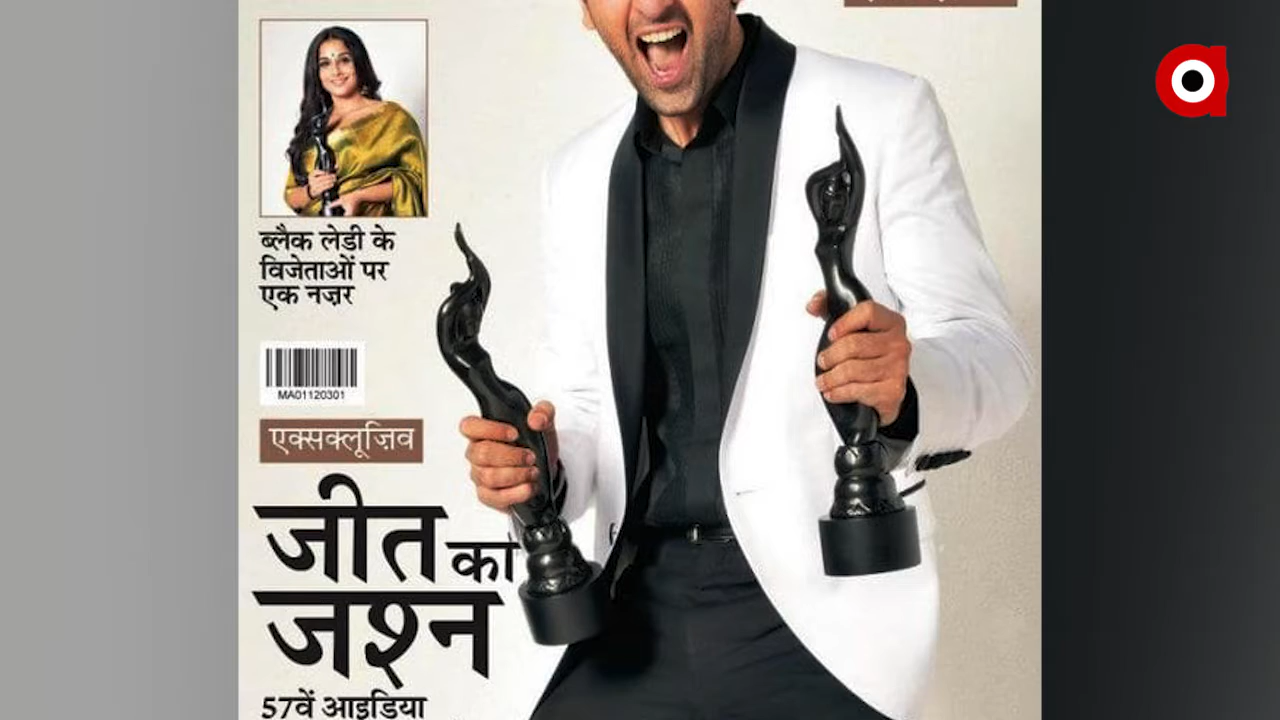 ब्लैक लेडी के
विजेताओं पर
एक नज़र
MA01120301
एक्सक्लूज़िव
जीत का
जश्न
57वें आइडिया